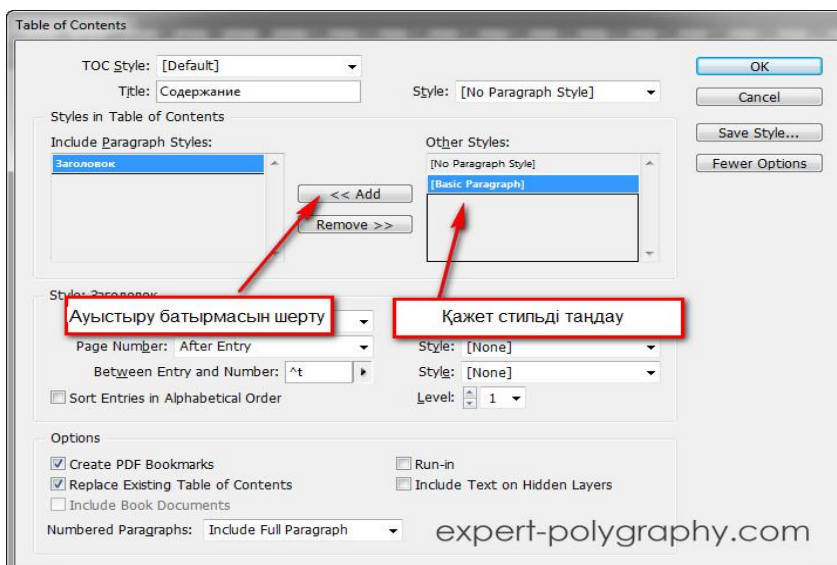 Table of Contents
TOC Style: [Default]
OK
Title: Содержание
Style: [No Paragraph Style]
Cancel
Styles in Table of Contents
Save Style...
Include Paragraph Styles:
Other Styles:
Fewer Options
Заголовок
[No Paragraph Style]
[Basic Paragraph]
<< Add
Remove >>
Style: Заголовок
Ауыстыру батырмасын шерту
Қажет стильді таңдау
Page Number: After Entry
Style: [None]
Between Entry and Number: ^t
Style: [None]
Sort Entries in Alphabetical Order
Level: 1
Options
Create PDF Bookmarks
Run-in
Replace Existing Table of Contents
Include Text on Hidden Layers
Include Book Documents
Numbered Paragraphs: Include Full Paragraph
expert-polygraphy.com